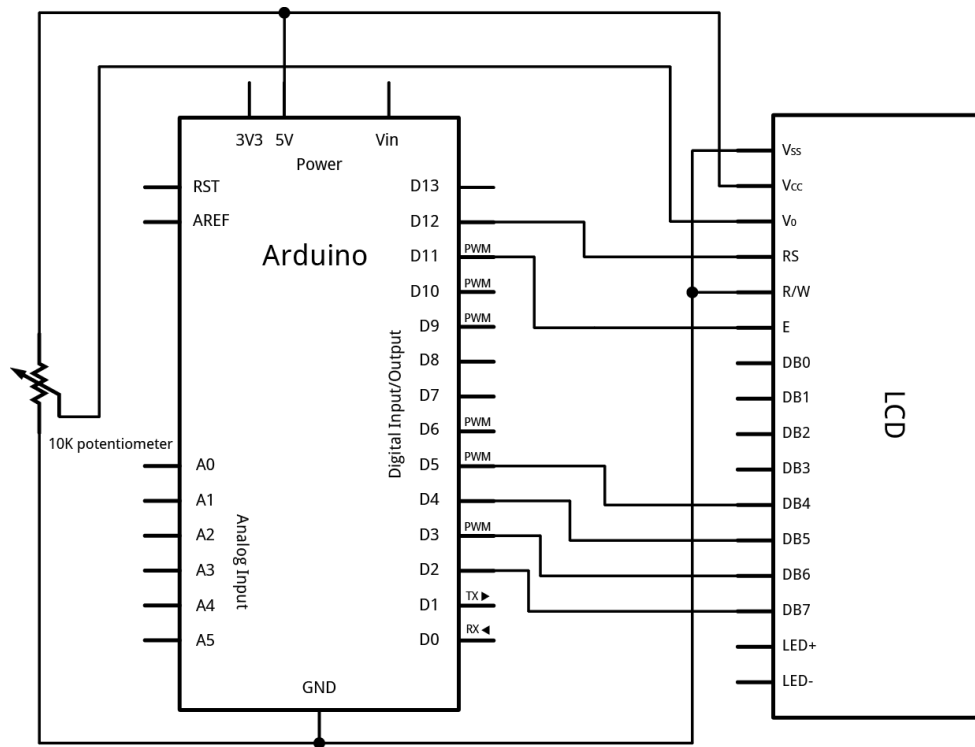 3V3 5V Vin
Power
RST
AREF
Arduino
D13
D12
D11 PWM
D10 PWM
D9 PWM
D8
D7
D6 PWM
D5 PWM
D4
D3 PWM
D2
D1 TX ▶
D0 RX ◀
Digital Input/Output
10K potentiometer
A0
A1
A2
A3
A4
A5
Analog Input
GND
Vss
Vcc
V0
RS
R/W
E
DB0
DB1
DB2
DB3
DB4
DB5
DB6
DB7
LED+
LED-
LCD